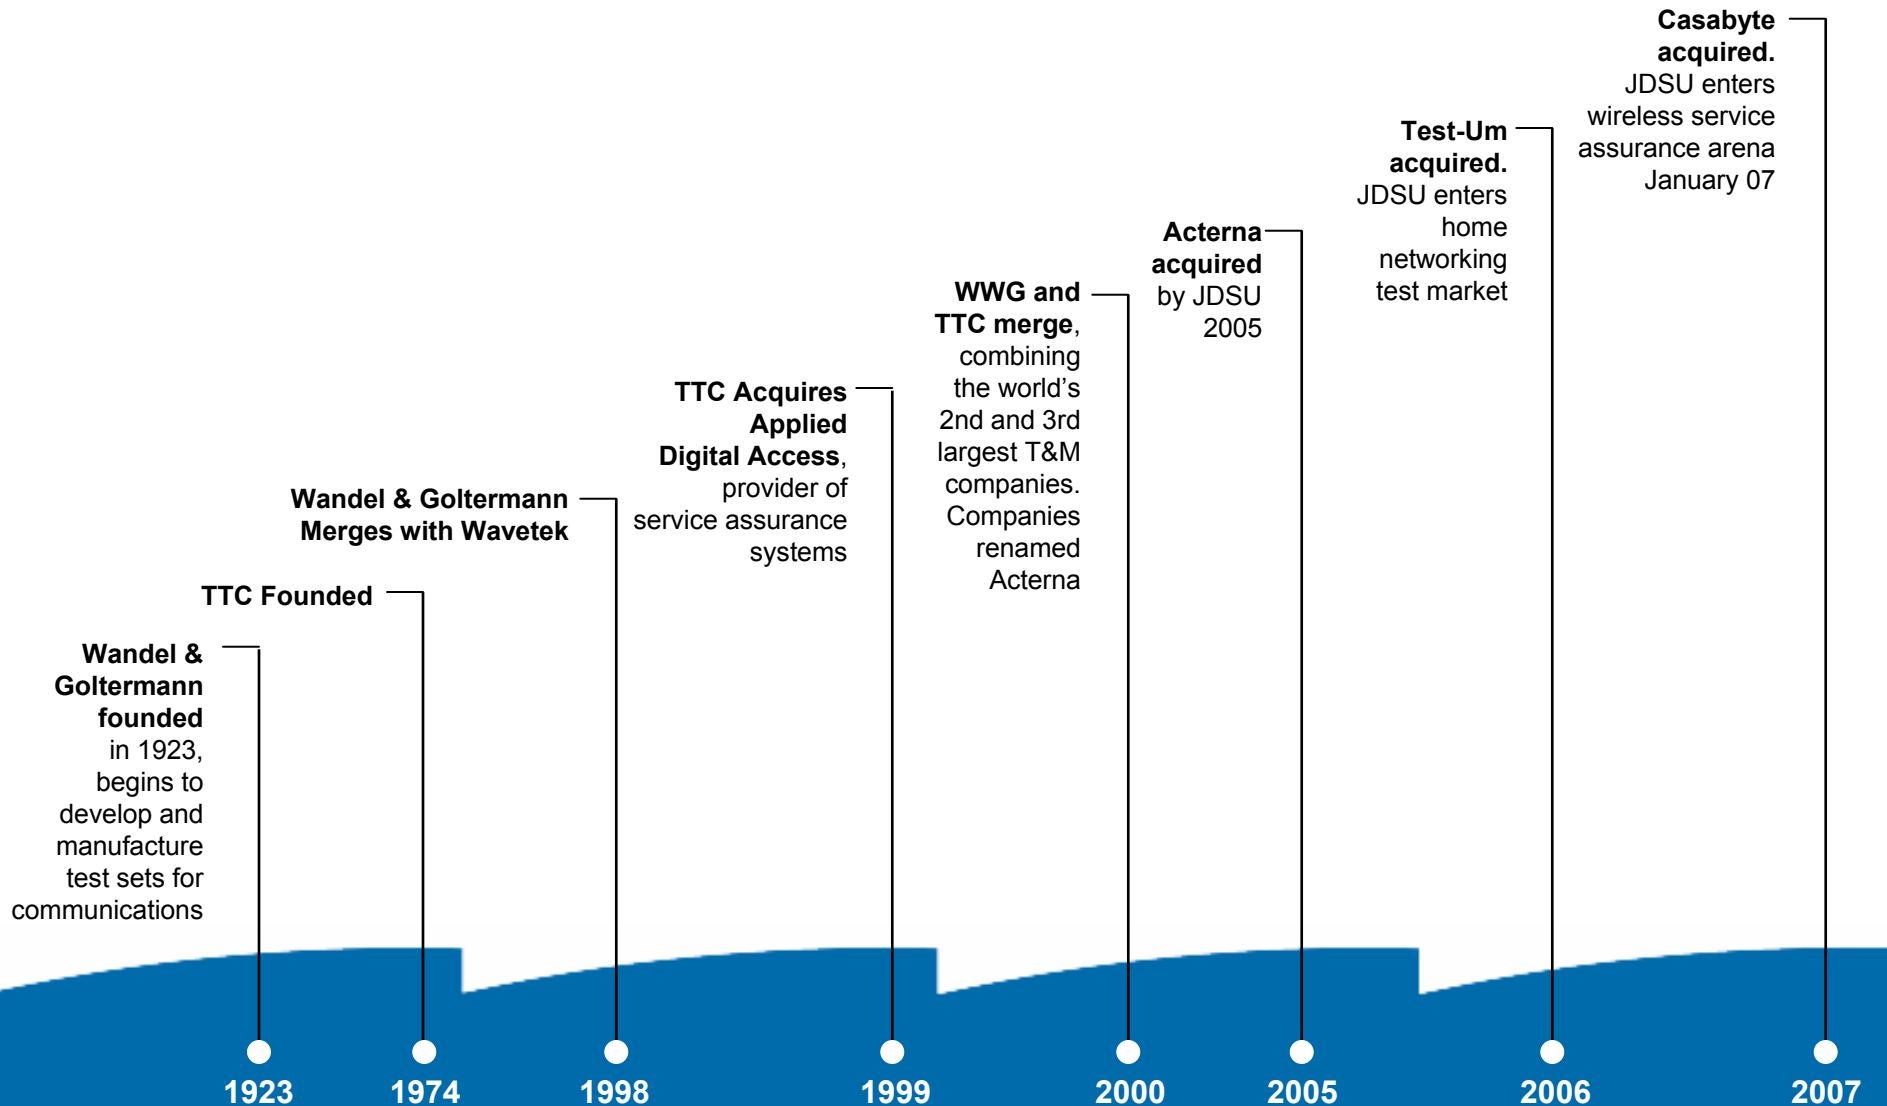 Wandel &
Goltermann
founded
in 1923,
begins to
develop and
manufacture
test sets for
communications
TTC Founded
Wandel & Goltermann
Merges with Wavetek
TTC Acquires
Applied
Digital Access,
provider of
service assurance
systems
WWG and
TTC merge,
combining
the world’s
2nd and 3rd
largest T&M
companies.
Companies
renamed
Acterna
Acterna
acquired
by JDSU
2005
Test-Um
acquired.
JDSU enters
home
networking
test market
Casabyte
acquired.
JDSU enters
wireless service
assurance arena
January 07
1923
1974
1998
1999
2000
2005
2006
2007